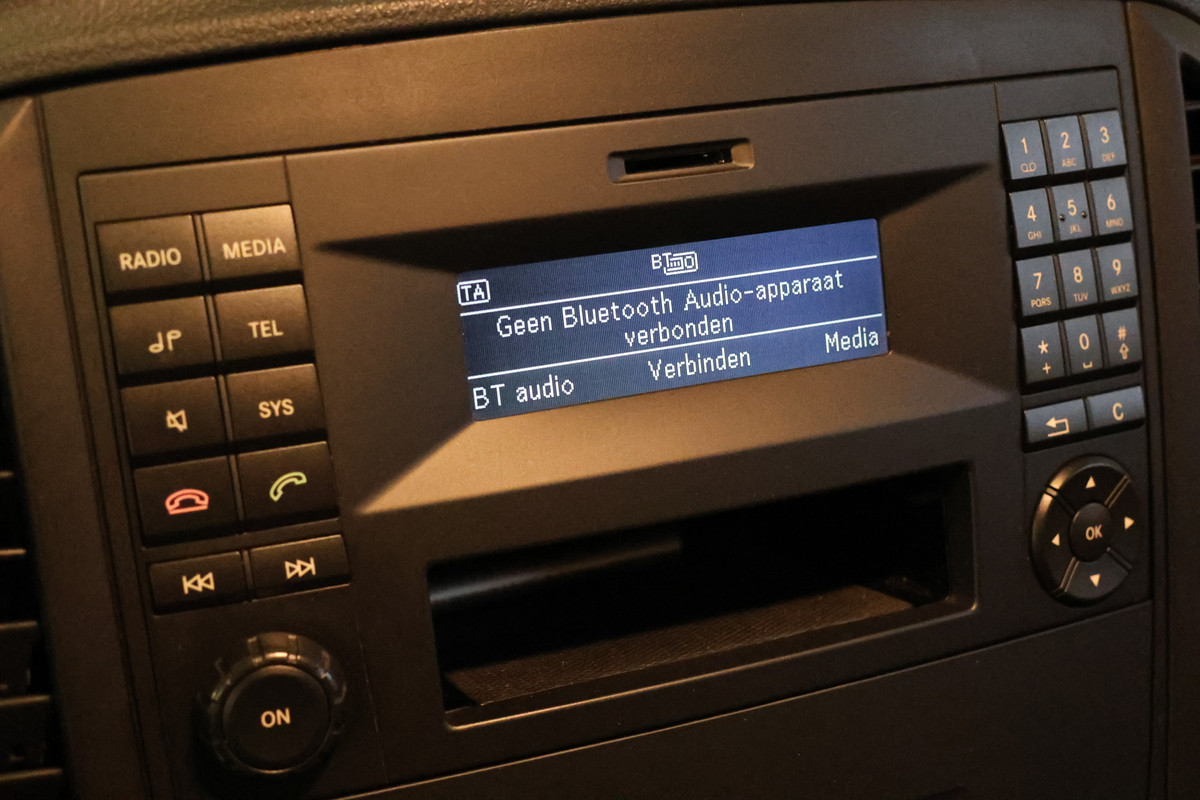 RADIO MEDIA
TEL
SYS
ON
BT
TA
Geen Bluetooth Audio-apparaat
verbonden
BT audio Verbinden Media
1 2 ABC 3 DEF
4 GHI 5 JKL 6 MNO
7 PQRS 8 TUV 9 WXYZ
* + 0 #
C
OK